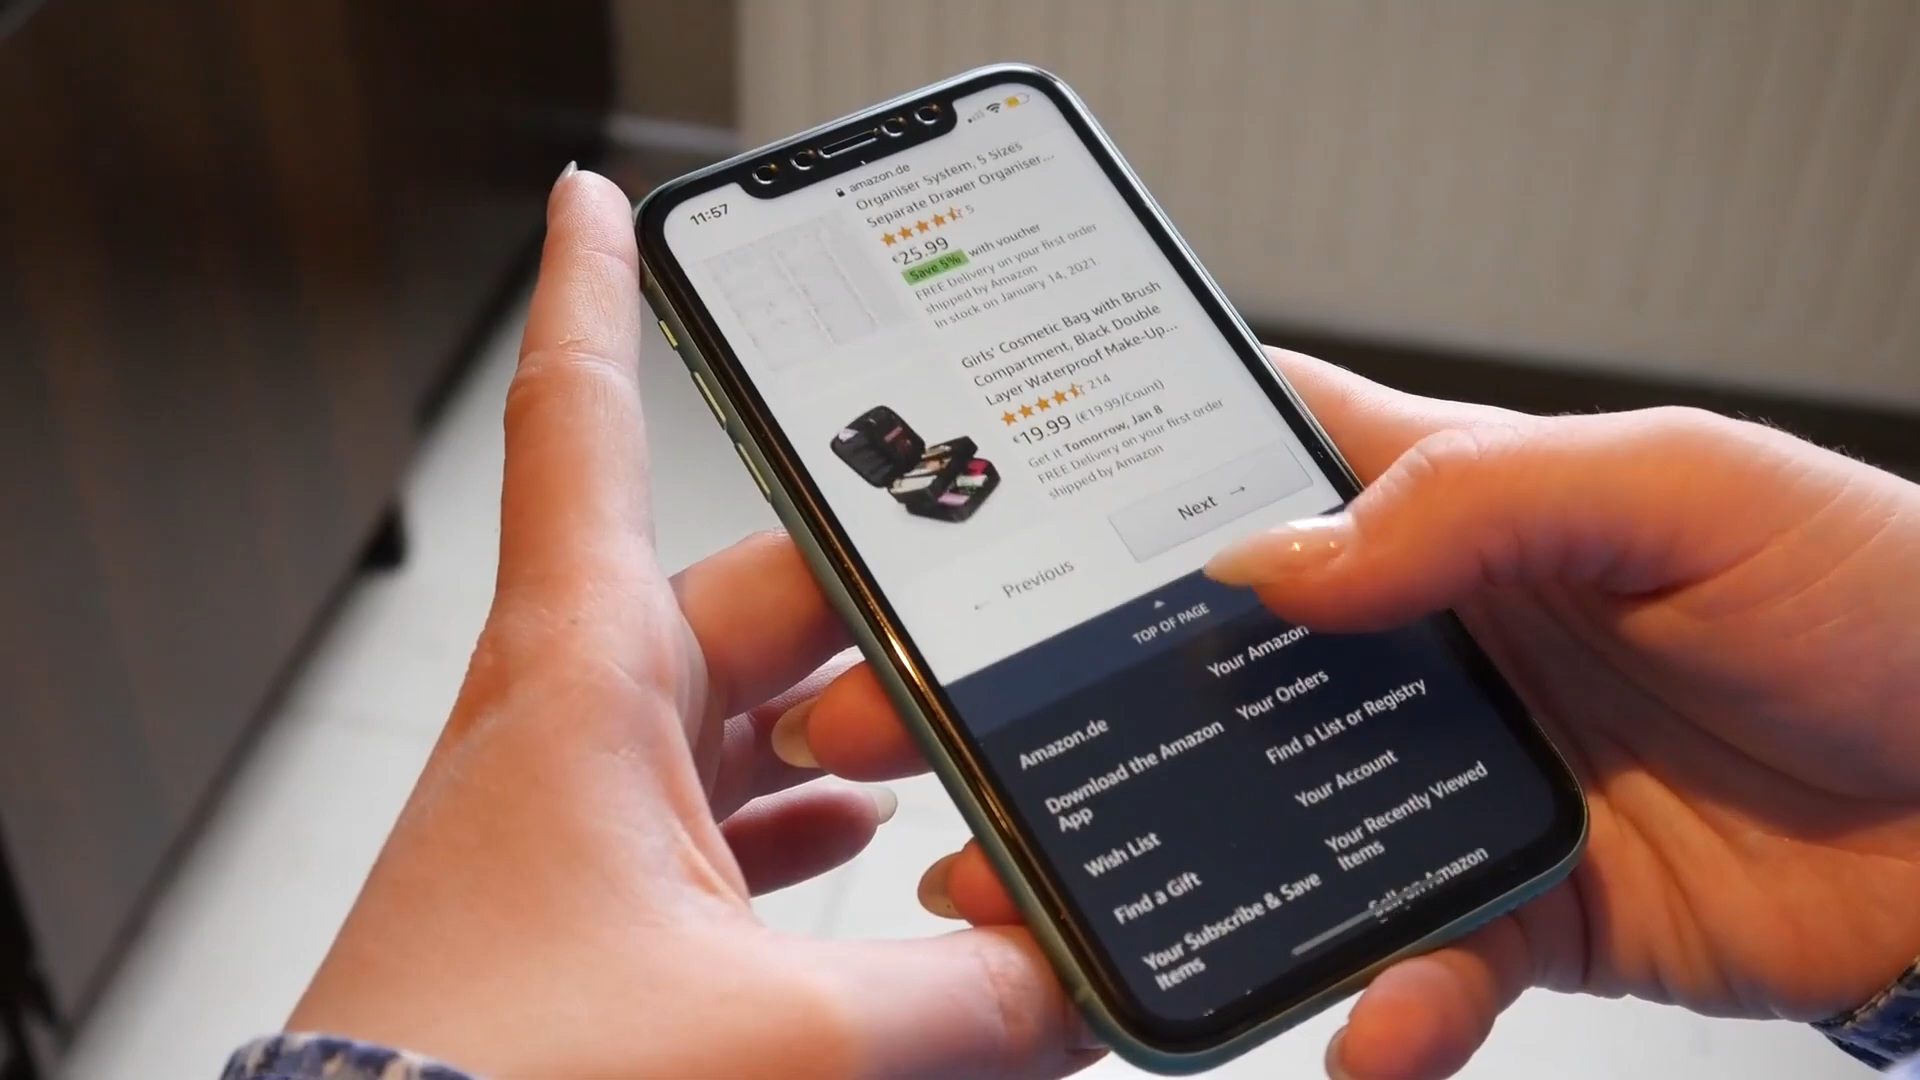 11:57
amazon.de
Organiser System, 5 Sizes
Separate Drawer Organiser...
5
€25.99
Save 5% with voucher
FREE Delivery on your first order
shipped by Amazon
In stock on January 14, 2021.
Girls' Cosmetic Bag with Brush
Compartment, Black Double
Layer Waterproof Make-Up...
214
€19.99 (€19.99/Count)
Get it Tomorrow, Jan 8
FREE Delivery on your first order
shipped by Amazon
Next →
← Previous
TOP OF PAGE
Amazon.de
Download the Amazon
App
Wish List
Find a Gift
Your Subscribe & Save
Items
Your Amazon
Your Orders
Find a List or Registry
Your Account
Your Recently Viewed
Items
Sell on Amazon